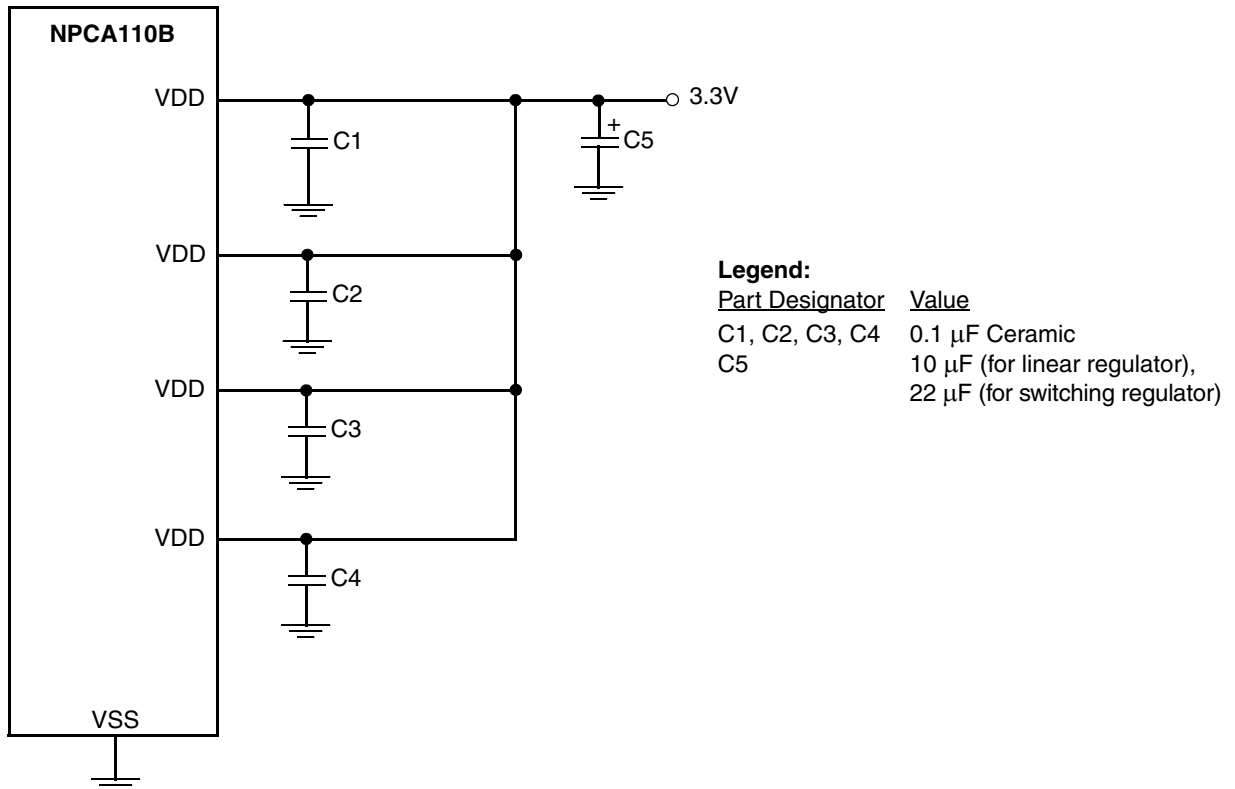 NPCA110B
VDD
3.3V
+
C1
C5
VDD
C2
Legend:
Part Designator Value
C1, C2, C3, C4 0.1 μF Ceramic
C5 10 μF (for linear regulator),
22 μF (for switching regulator)
VDD
C3
VDD
C4
VSS